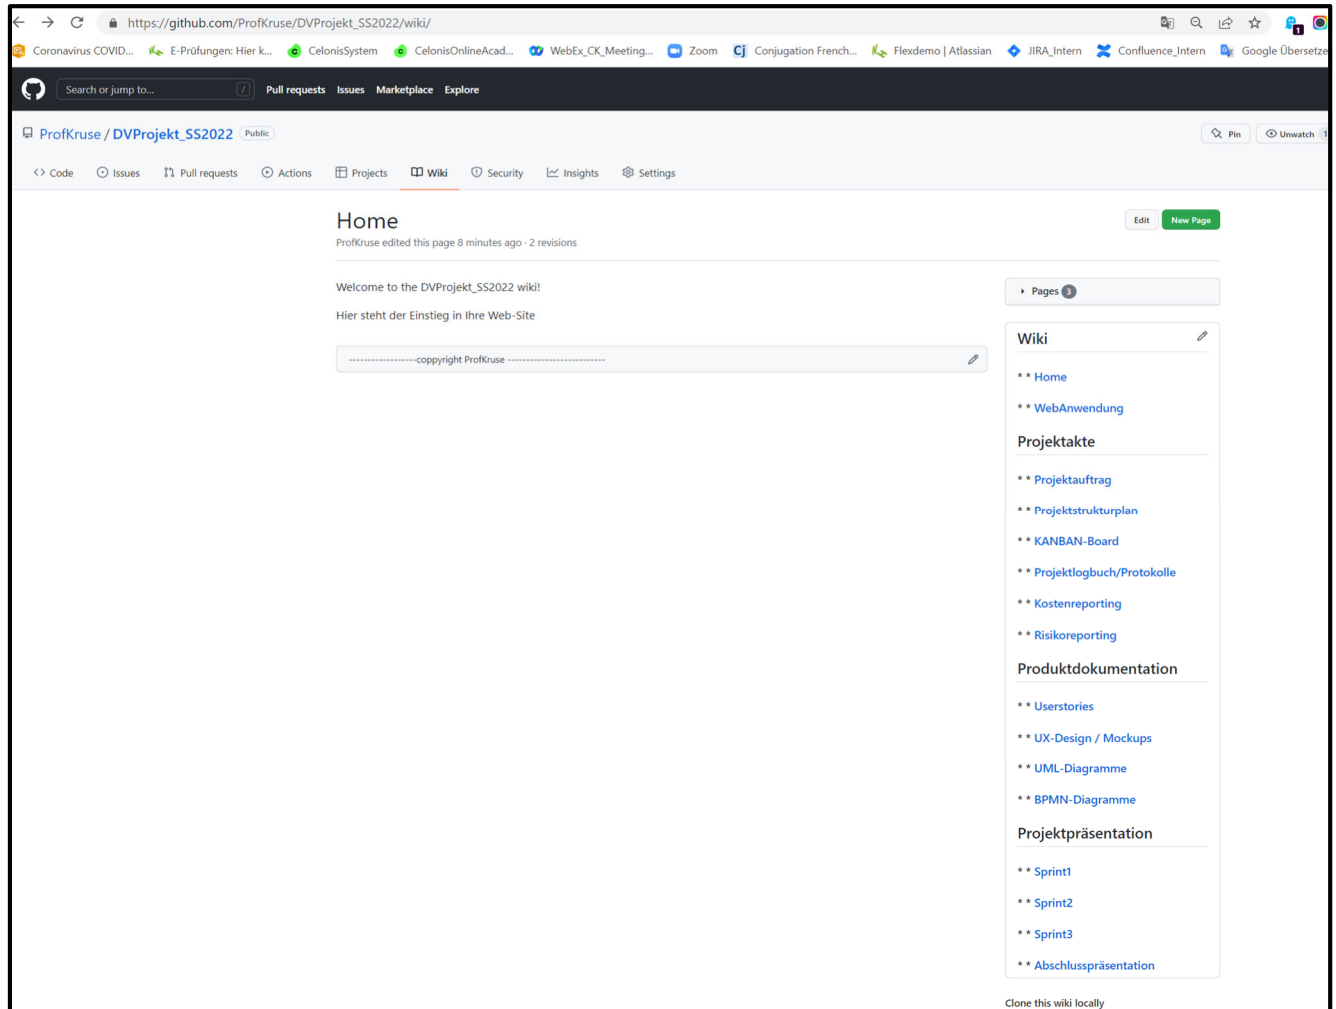 https://github.com/ProfKruse/DVProjekt_SS2022/wiki/
Coronavirus COVID... E-Prüfungen: Hier k... CelonisSystem CelonisOnlineAcad... WebEx_CK_Meeting... Zoom Conjugation French... Flexdemo | Atlassian JIRA_Intern Confluence_Intern Google Übersetze
Search or jump to... / Pull requests Issues Marketplace Explore
ProfKruse / DVProjekt_SS2022 Public Pin Unwatch 1
<> Code Issues Pull requests Actions Projects Wiki Security Insights Settings
Home Edit New Page
ProfKruse edited this page 8 minutes ago · 2 revisions
Welcome to the DVProjekt_SS2022 wiki!
Hier steht der Einstieg in Ihre Web-Site
------------------coppyright ProfKruse --------------------------
Pages 3
Wiki
* * Home
* * WebAnwendung
Projektakte
* * Projektauftrag
* * Projektstrukturplan
* * KANBAN-Board
* * Projektlogbuch/Protokolle
* * Kostenreporting
* * Risikoreporting
Produktdokumentation
* * Userstories
* * UX-Design / Mockups
* * UML-Diagramme
* * BPMN-Diagramme
Projektpräsentation
* * Sprint1
* * Sprint2
* * Sprint3
* * Abschlusspräsentation
Clone this wiki locally